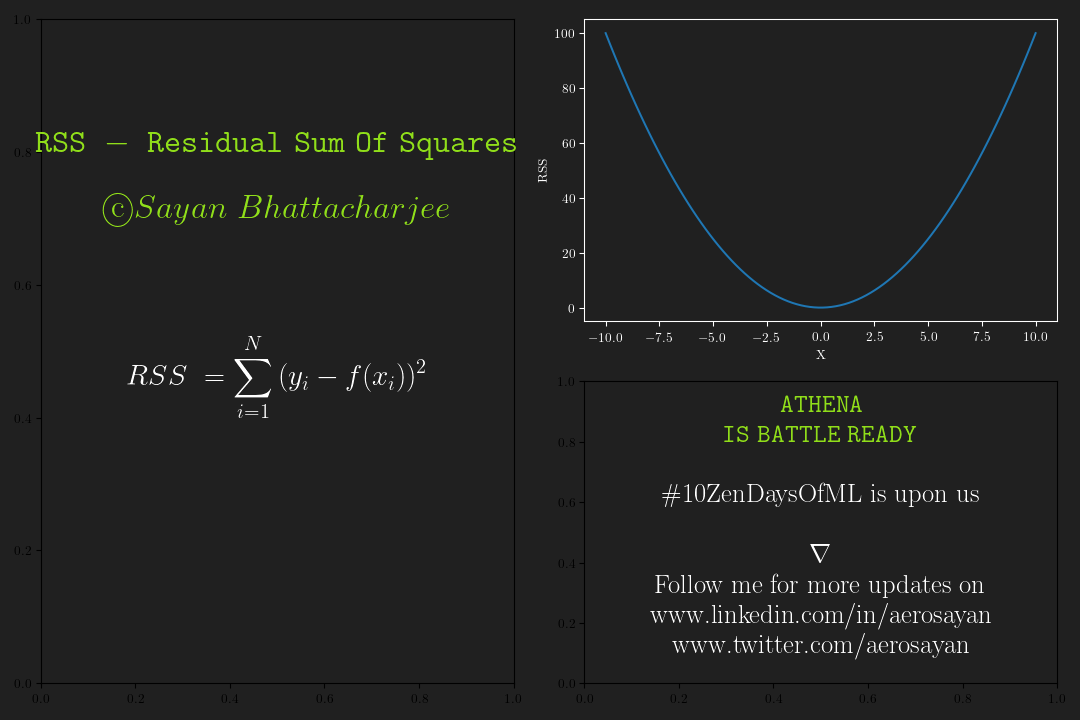 RSS − Residual Sum Of Squares
©Sayan Bhattacharjee
RSS = \sum_{i=1}^{N} (y_i − f(x_i))^2
1.0
0.8
0.6
0.4
0.2
0.0
0.0 0.2 0.4 0.6 0.8 1.0
100
80
60
40
20
0
RSS
−10.0 −7.5 −5.0 −2.5 0.0 2.5 5.0 7.5 10.0
X
1.0
0.8
0.6
0.4
0.2
0.0
ATHENA
IS BATTLE READY
#10ZenDaysOfML is upon us
∇
Follow me for more updates on
www.linkedin.com/in/aerosayan
www.twitter.com/aerosayan
0.0 0.2 0.4 0.6 0.8 1.0